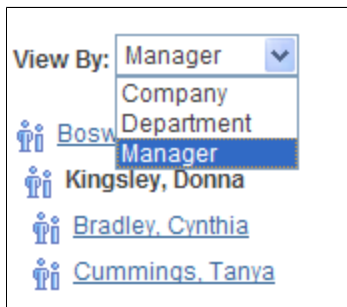 View By: Manager
Company
Department
Manager
Bosw
Kingsley, Donna
Bradley, Cynthia
Cummings, Tanya